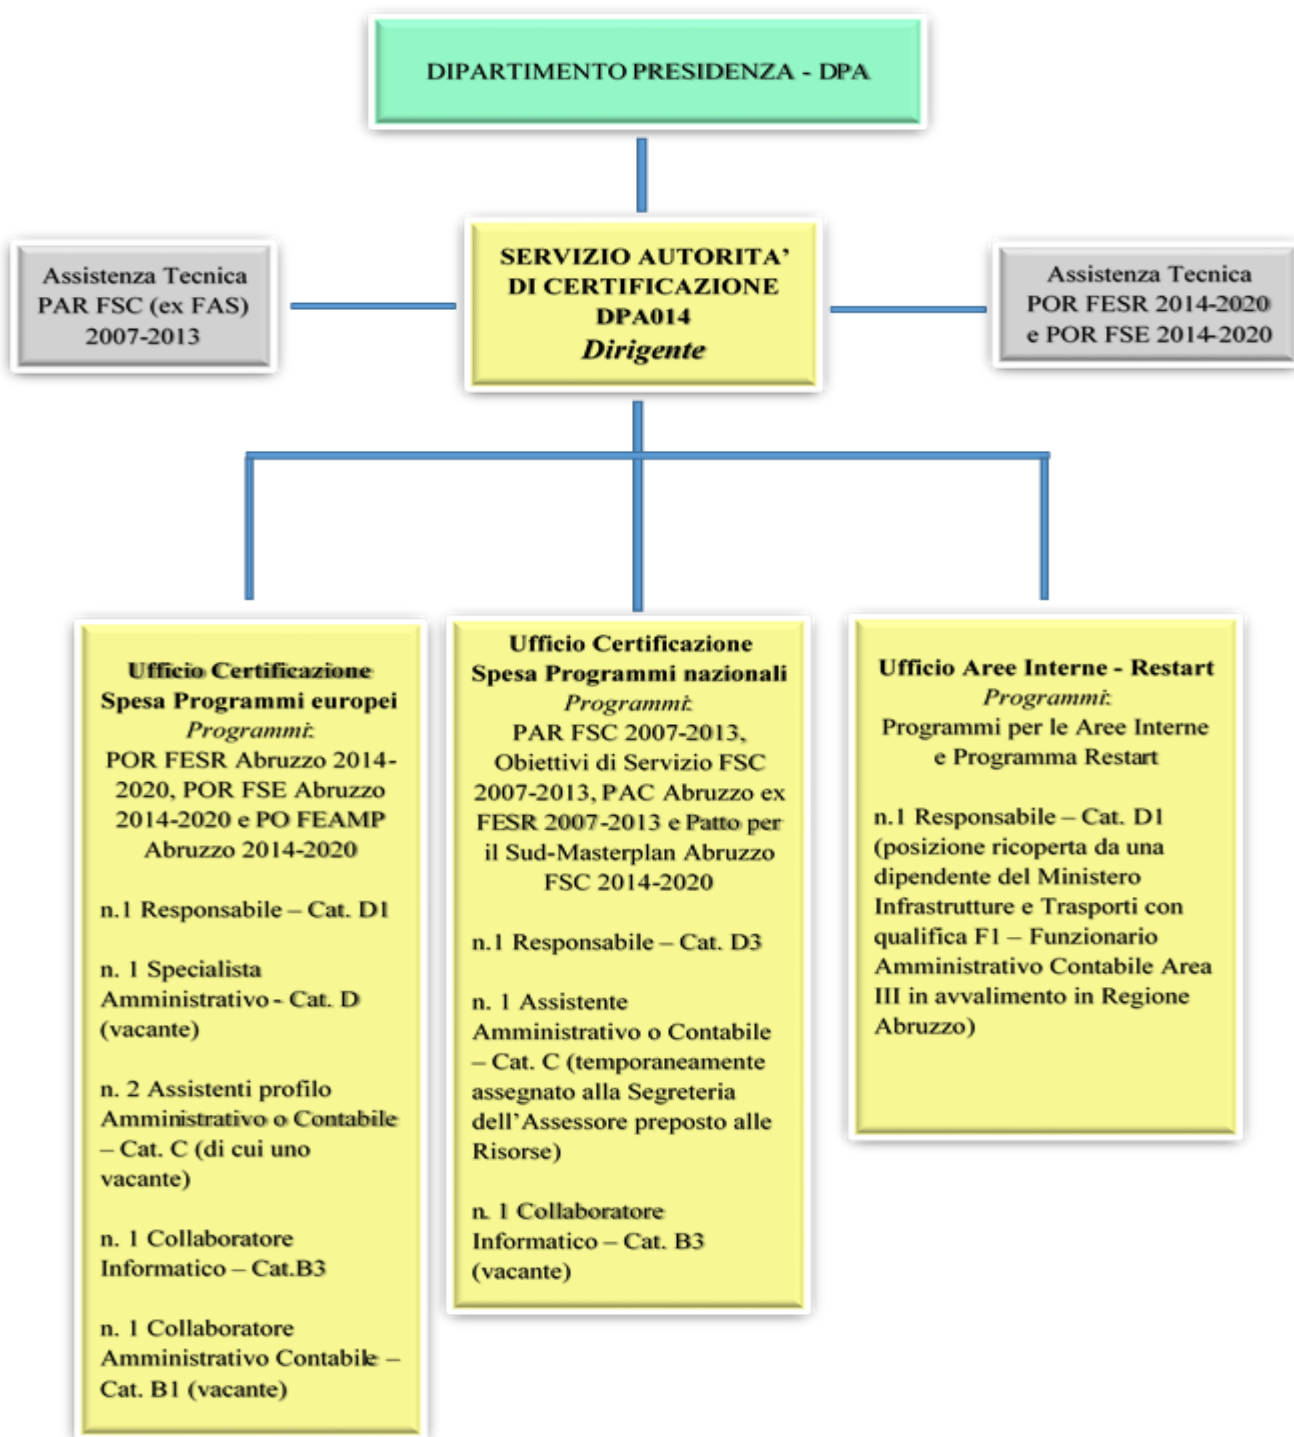 DIPARTIMENTO PRESIDENZA - DPA
Assistenza Tecnica
PAR FSC (ex FAS)
2007-2013
SERVIZIO AUTORITA’
DI CERTIFICAZIONE
DPA014
Dirigente
Assistenza Tecnica
POR FESR 2014-2020
e POR FSE 2014-2020
Ufficio Certificazione
Spesa Programmi europei
Programmi:
POR FESR Abruzzo 2014-
2020, POR FSE Abruzzo
2014-2020 e PO FEAMP
Abruzzo 2014-2020
n.1 Responsabile – Cat. D1
n. 1 Specialista
Amministrativo - Cat. D
(vacante)
n. 2 Assistenti profilo
Amministrativo o Contabile
– Cat. C (di cui uno
vacante)
n. 1 Collaboratore
Informatico – Cat.B3
n. 1 Collaboratore
Amministrativo Contabile –
Cat. B1 (vacante)
Ufficio Certificazione
Spesa Programmi nazionali
Programmi:
PAR FSC 2007-2013,
Obiettivi di Servizio FSC
2007-2013, PAC Abruzzo ex
FESR 2007-2013 e Patto per
il Sud-Masterplan Abruzzo
FSC 2014-2020
n.1 Responsabile – Cat. D3
n. 1 Assistente
Amministrativo o Contabile
– Cat. C (temporaneamente
assegnato alla Segreteria
dell’Assessore preposto alle
Risorse)
n. 1 Collaboratore
Informatico – Cat. B3
(vacante)
Ufficio Aree Interne - Restart
Programmi:
Programmi per le Aree Interne
e Programma Restart
n.1 Responsabile – Cat. D1
(posizione ricoperta da una
dipendente del Ministero
Infrastrutture e Trasporti con
qualifica F1 – Funzionario
Amministrativo Contabile Area
III in avvalimento in Regione
Abruzzo)